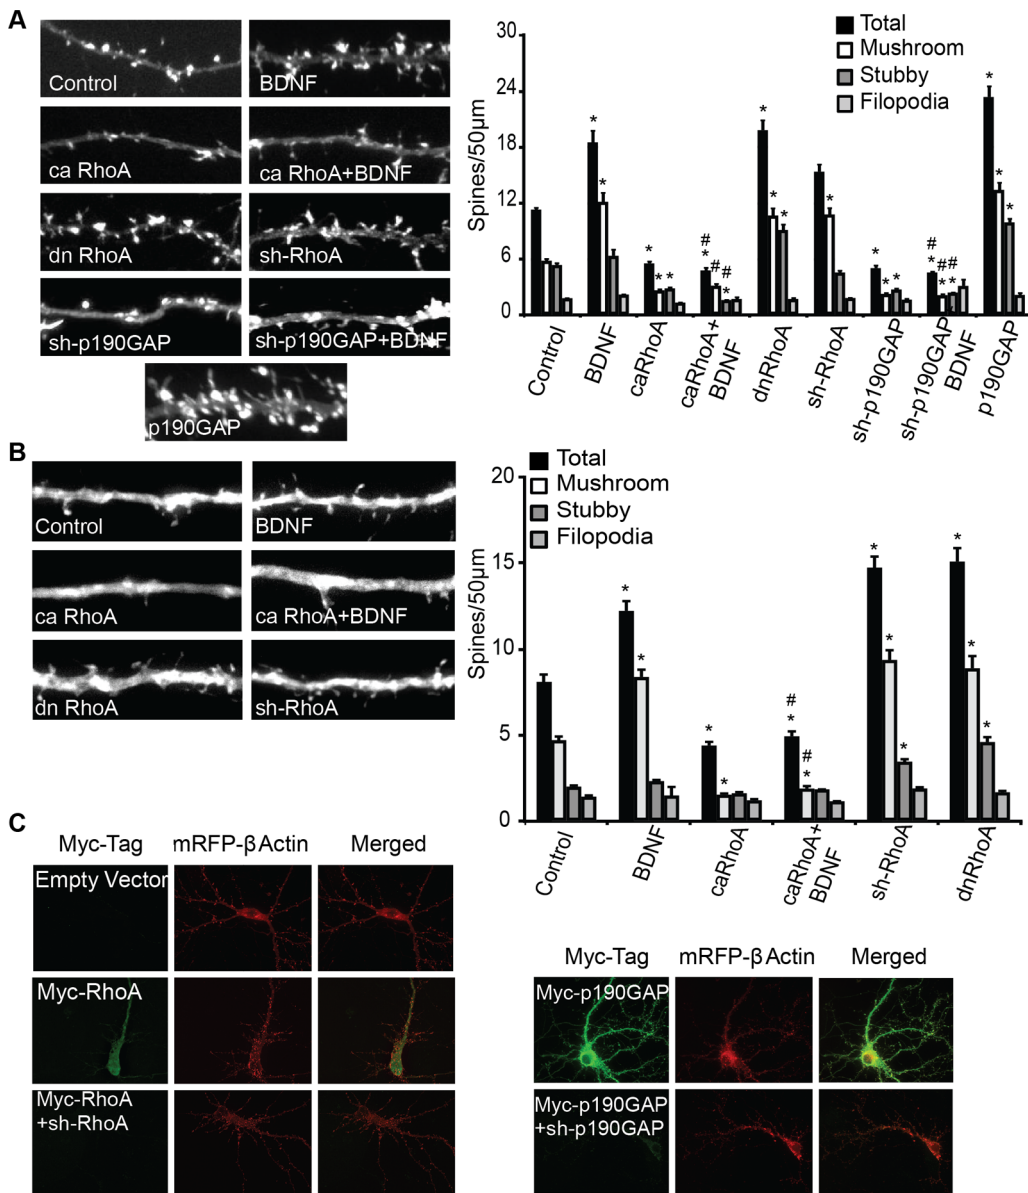 A
Control
BDNF
ca RhoA
ca RhoA+BDNF
dn RhoA
sh-RhoA
sh-p190GAP
sh-p190GAP+BDNF
p190GAP
Total
Mushroom
Stubby
Filopodia
Spines/50μm
30
24
18
12
6
0
* * * * * # * # # * * * * * * * * * # * # * # * * * *
Control
BDNF
caRhoA
caRhoA+
BDNF
dnRhoA
sh-RhoA
sh-p190GAP
sh-p190GAP
BDNF
p190GAP
B
Control
BDNF
ca RhoA
ca RhoA+BDNF
dn RhoA
sh-RhoA
Total
Mushroom
Stubby
Filopodia
Spines/50μm
20
15
10
5
0
* * * * # * # * * * * * * *
Control
BDNF
caRhoA
caRhoA+
BDNF
sh-RhoA
dnRhoA
C
Myc-Tag mRFP-βActin Merged
Empty Vector
Myc-RhoA
Myc-RhoA
+sh-RhoA
Myc-Tag mRFP-βActin Merged
Myc-p190GAP
Myc-p190GAP
+sh-p190GAP